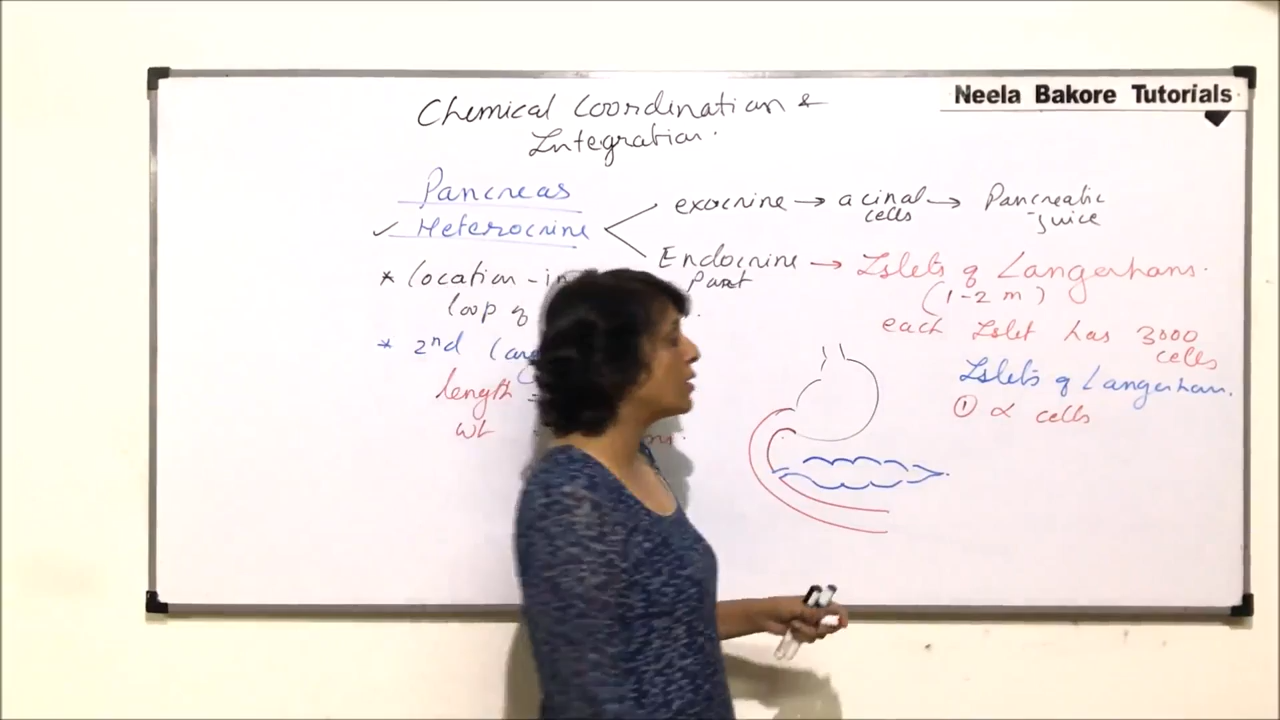 Neela Bakore Tutorials
Chemical Coordination &
Integration.
Pancreas
✓ Heterocrine
exocrine → acinal cells → Pancreatic Juice
Endocrine Part → Islets of Langerhans.
(1-2 m)
each Islet has 3000 cells
* location - in
loop of
* 2nd
length =
wt
Islets of Langerhan.
① α cells